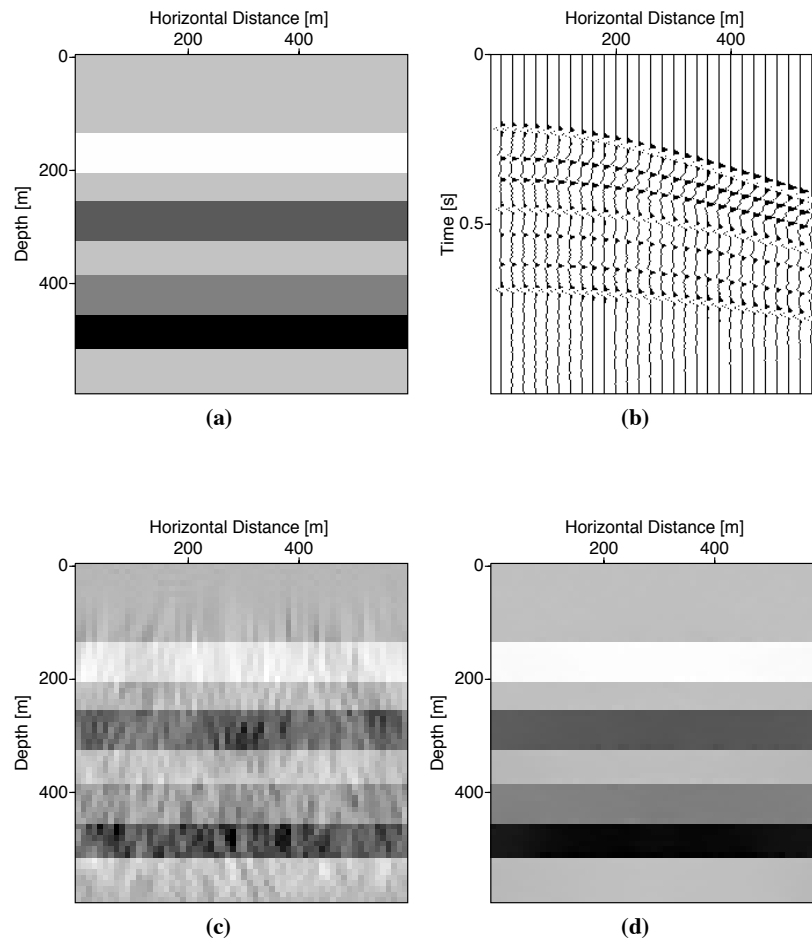 Horizontal Distance [m]
200 400
0
200
400
Depth [m]
(a)
Horizontal Distance [m]
200 400
0
0.5
Time [s]
(b)
Horizontal Distance [m]
200 400
0
200
400
Depth [m]
(c)
Horizontal Distance [m]
200 400
0
200
400
Depth [m]
(d)